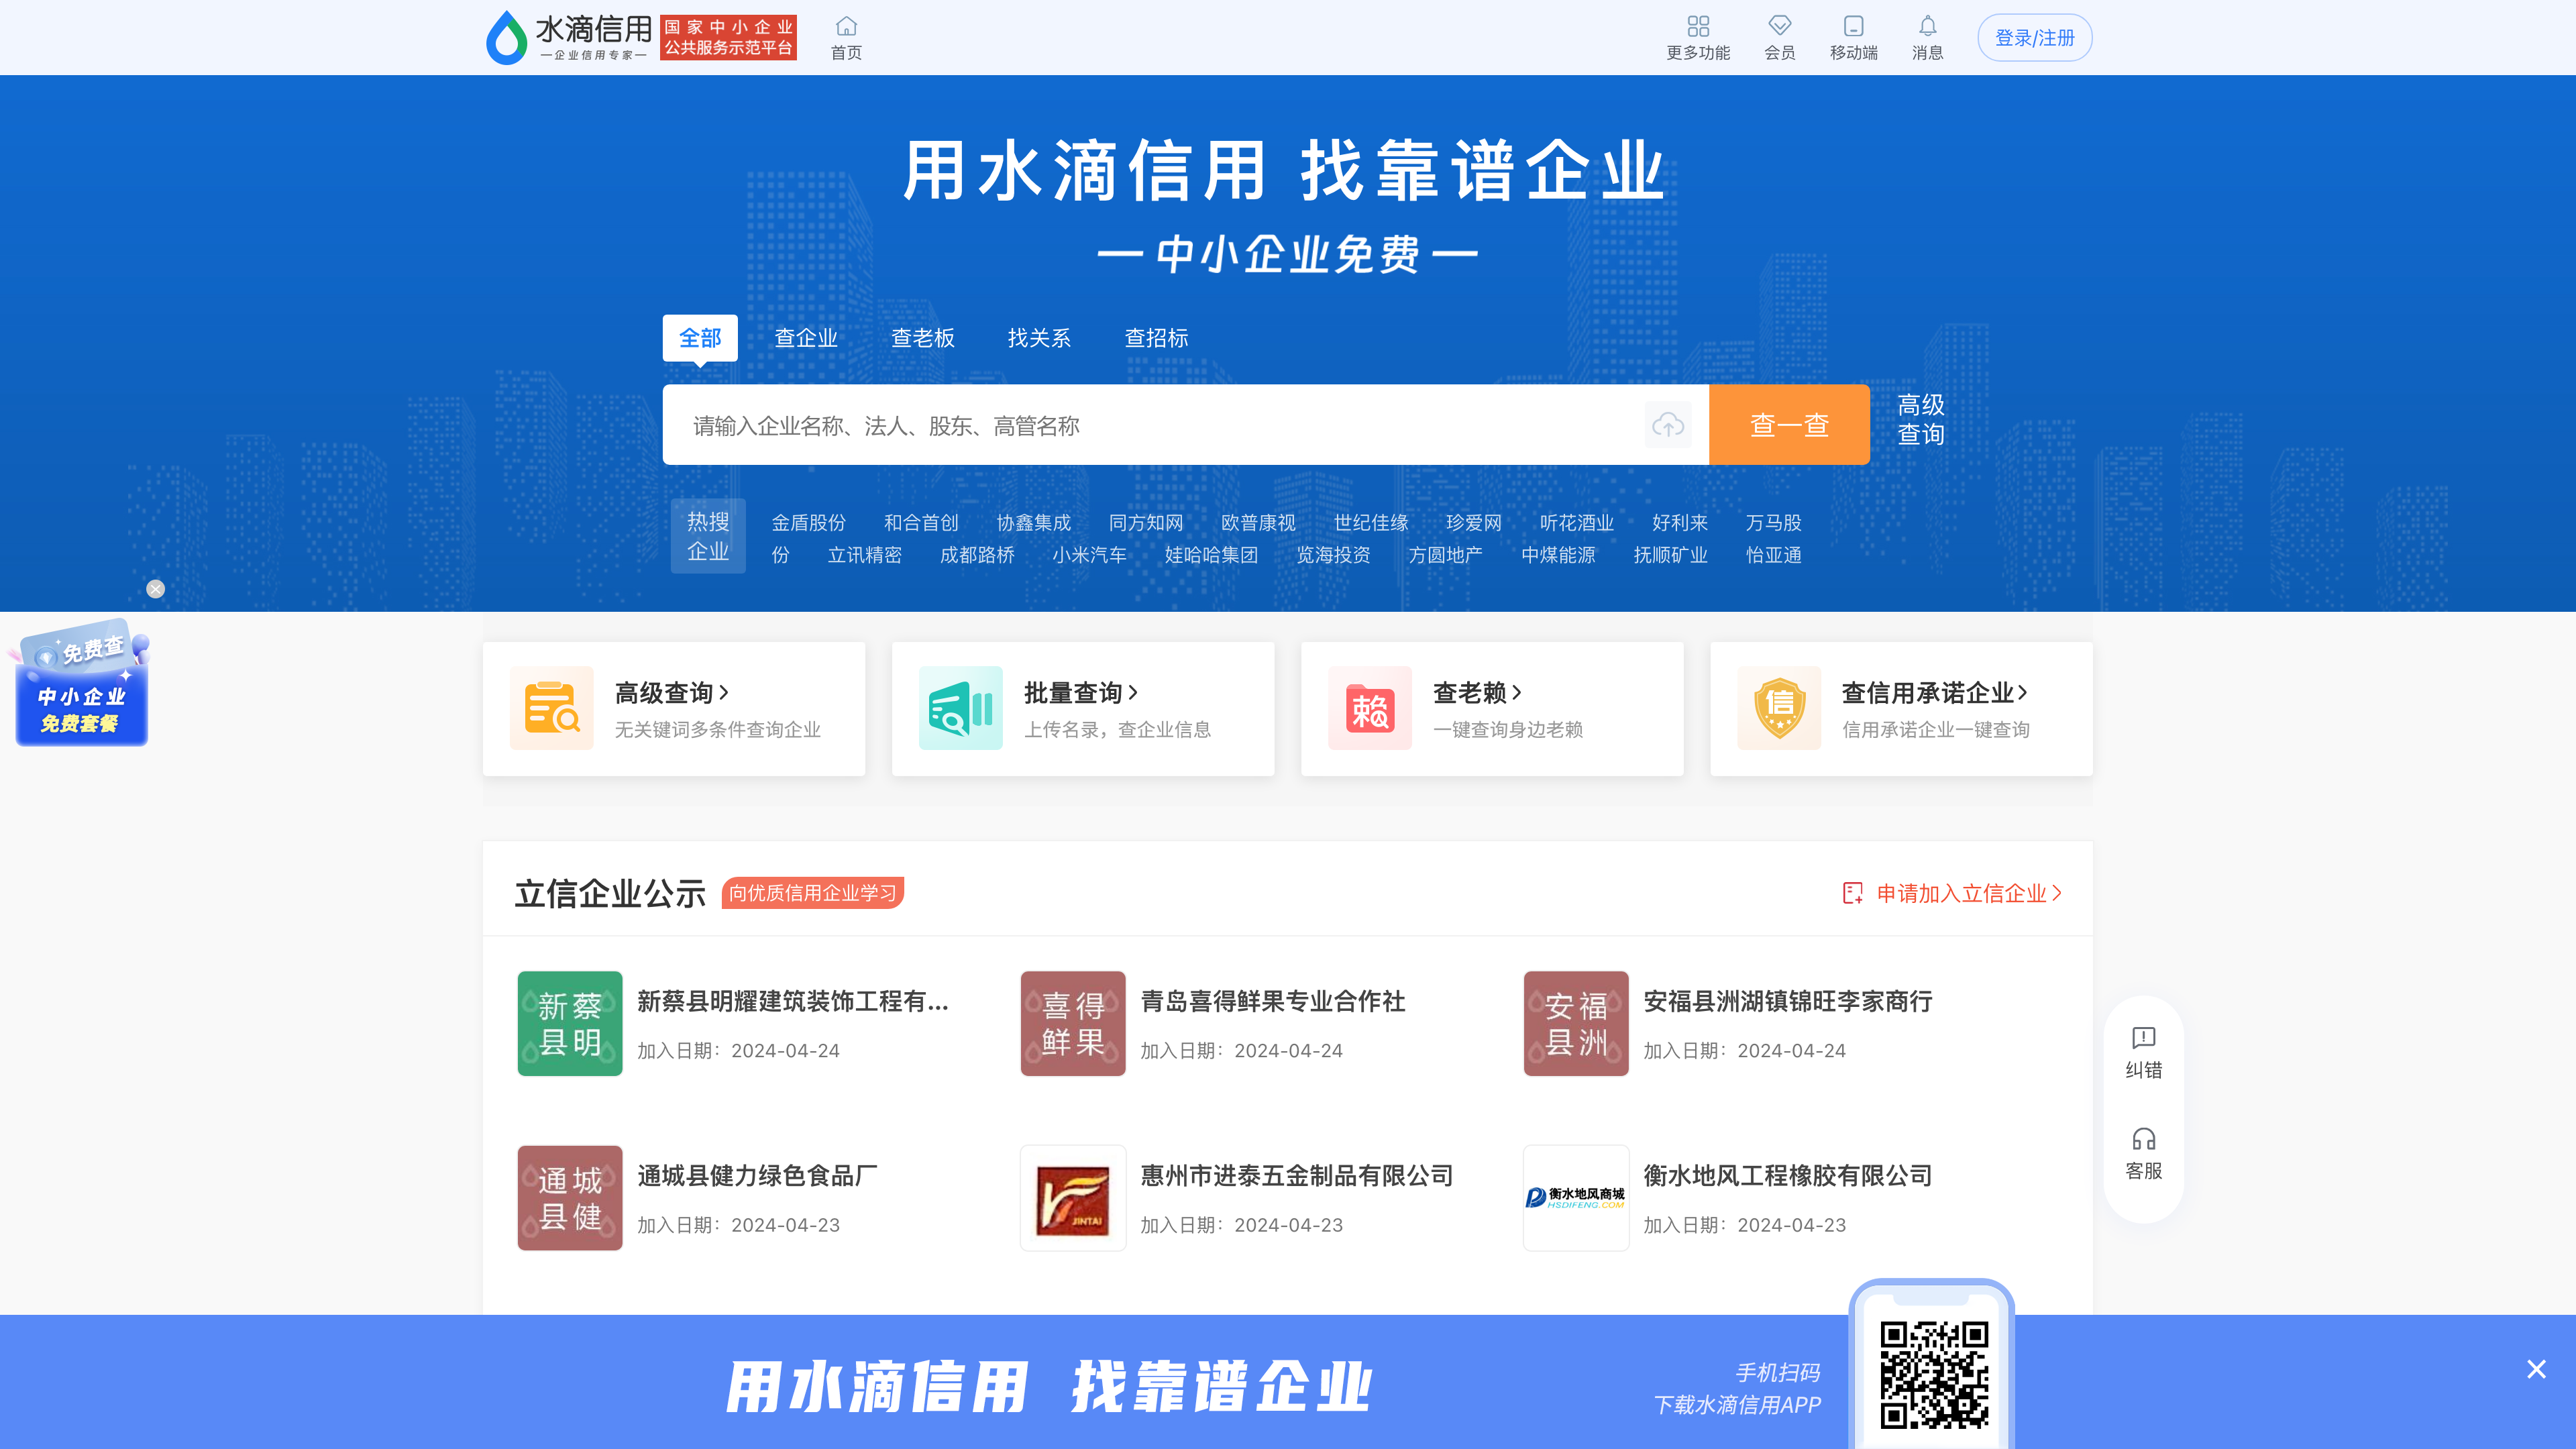 水滴信用
企业信用专家
国家中小企业
公共服务示范平台
首页
更多功能
会员
移动端
消息
登录/注册
用水滴信用 找靠谱企业
中小企业免费
全部
查企业
查老板
找关系
查招标
请输入企业名称、法人、股东、高管名称
查一查
高级
查询
热搜
企业
金盾股份 和合首创 协鑫集成 同方知网 欧普康视 世纪佳缘 珍爱网 听花酒业 好利来 万马股
份 立讯精密 成都路桥 小米汽车 娃哈哈集团 览海投资 方圆地产 中煤能源 抚顺矿业 怡亚通
免费查
中小企业
免费套餐
高级查询
无关键词多条件查询企业
批量查询
上传名录，查企业信息
赖
查老赖
一键查询身边老赖
信
查信用承诺企业
信用承诺企业一键查询
立信企业公示
向优质信用企业学习
申请加入立信企业
新蔡
县明
新蔡县明耀建筑装饰工程有...
加入日期：2024-04-24
喜得
鲜果
青岛喜得鲜果专业合作社
加入日期：2024-04-24
安福
县洲
安福县洲湖镇锦旺李家商行
加入日期：2024-04-24
通城
县健
通城县健力绿色食品厂
加入日期：2024-04-23
JINTAI
惠州市进泰五金制品有限公司
加入日期：2024-04-23
衡水地风商城
HSDIFENG.COM
衡水地风工程橡胶有限公司
加入日期：2024-04-23
纠错
客服
用水滴信用 找靠谱企业
手机扫码
下载水滴信用APP